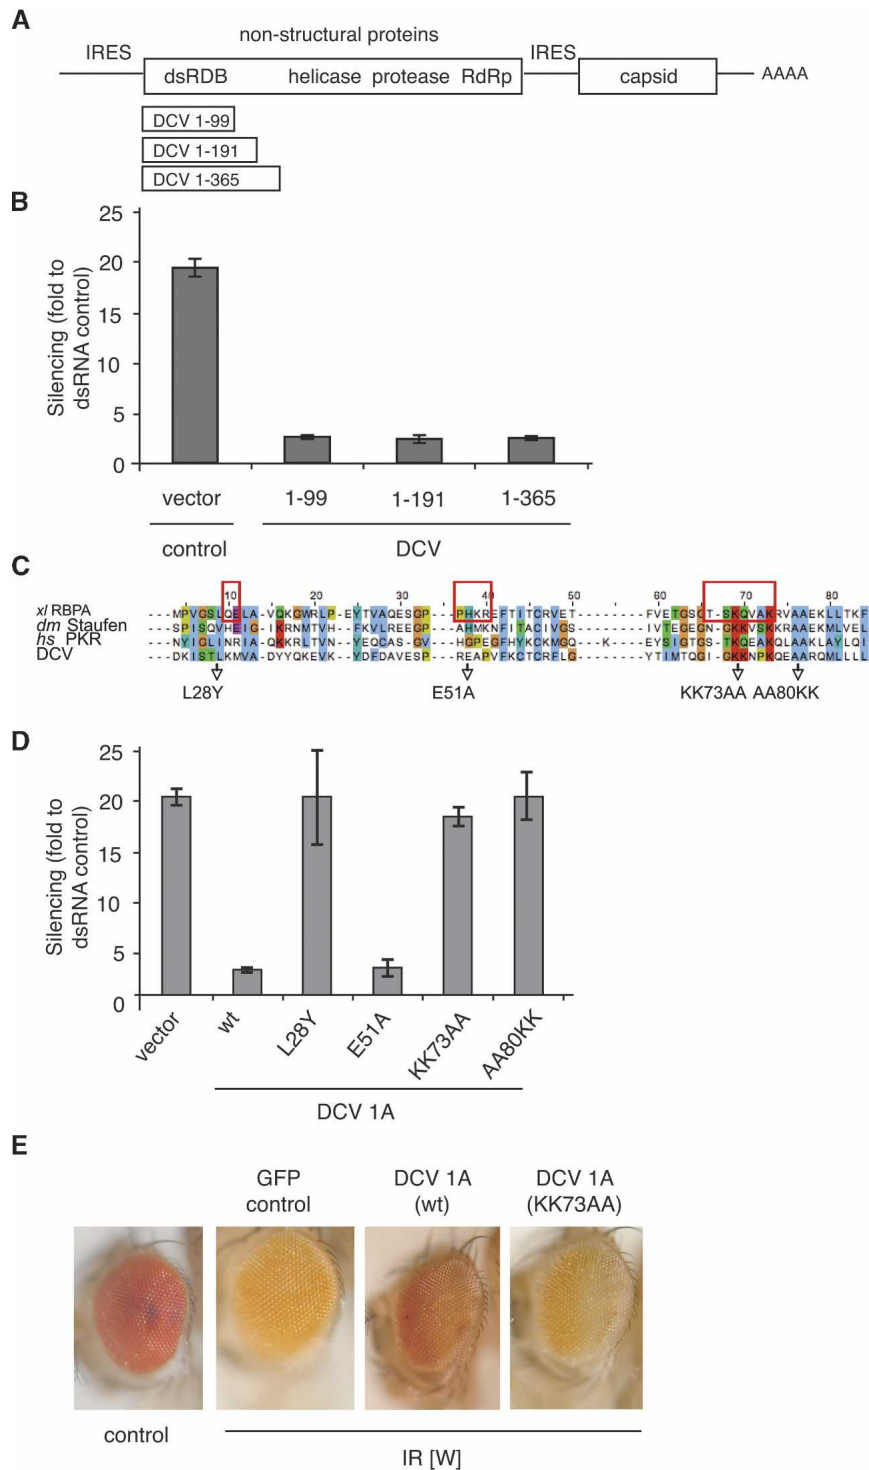 A
non-structural proteins
IRES
IRES
dsRDB helicase protease RdRp
capsid
AAAA
DCV 1-99
DCV 1-191
DCV 1-365
B
Silencing (fold to
dsRNA control)
25
20
15
10
5
0
vector 1-99 1-191 1-365
control DCV
C
10 20 30 40 50 60 70 80
xl RBPA
dm Staufen
hs PKR
DCV
L28Y E51A KK73AA AA80KK
D
Silencing (fold to
dsRNA control)
25
20
15
10
5
0
vector wt L28Y E51A KK73AA AA80KK
DCV 1A
E
GFP
control
DCV 1A
(wt)
DCV 1A
(KK73AA)
control
IR [W]